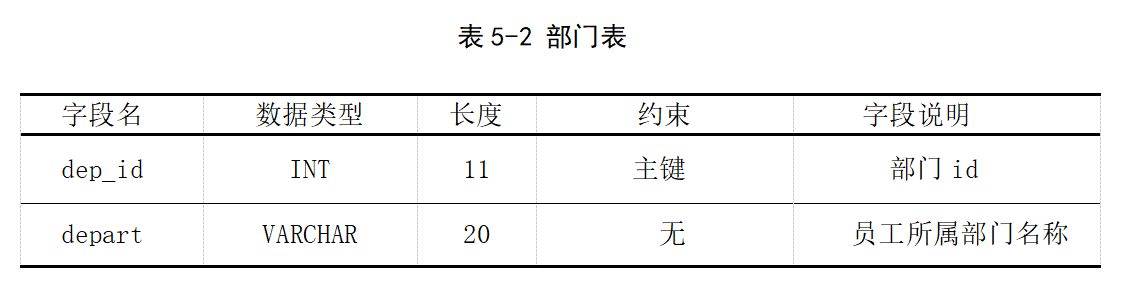 表5-2 部门表
字段名 数据类型 长度 约束 字段说明
dep_id INT 11 主键 部门id
depart VARCHAR 20 无 员工所属部门名称